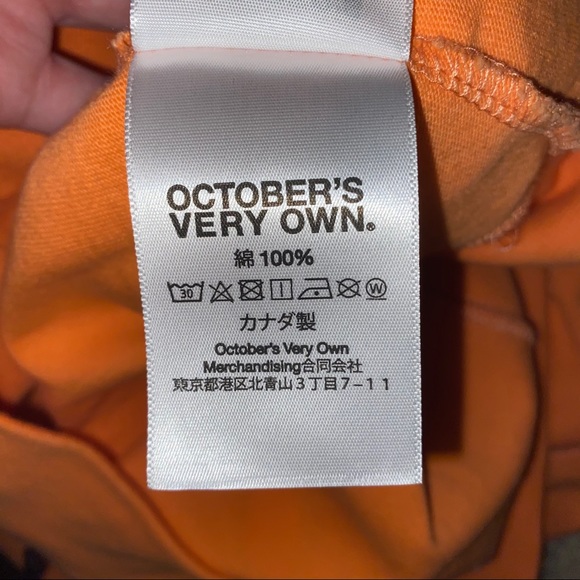 OCTOBER'S
VERY OWN®
綿 100%
30 W
カナダ製
October's Very Own
Merchandising合同会社
東京都港区北青山3丁目7-11